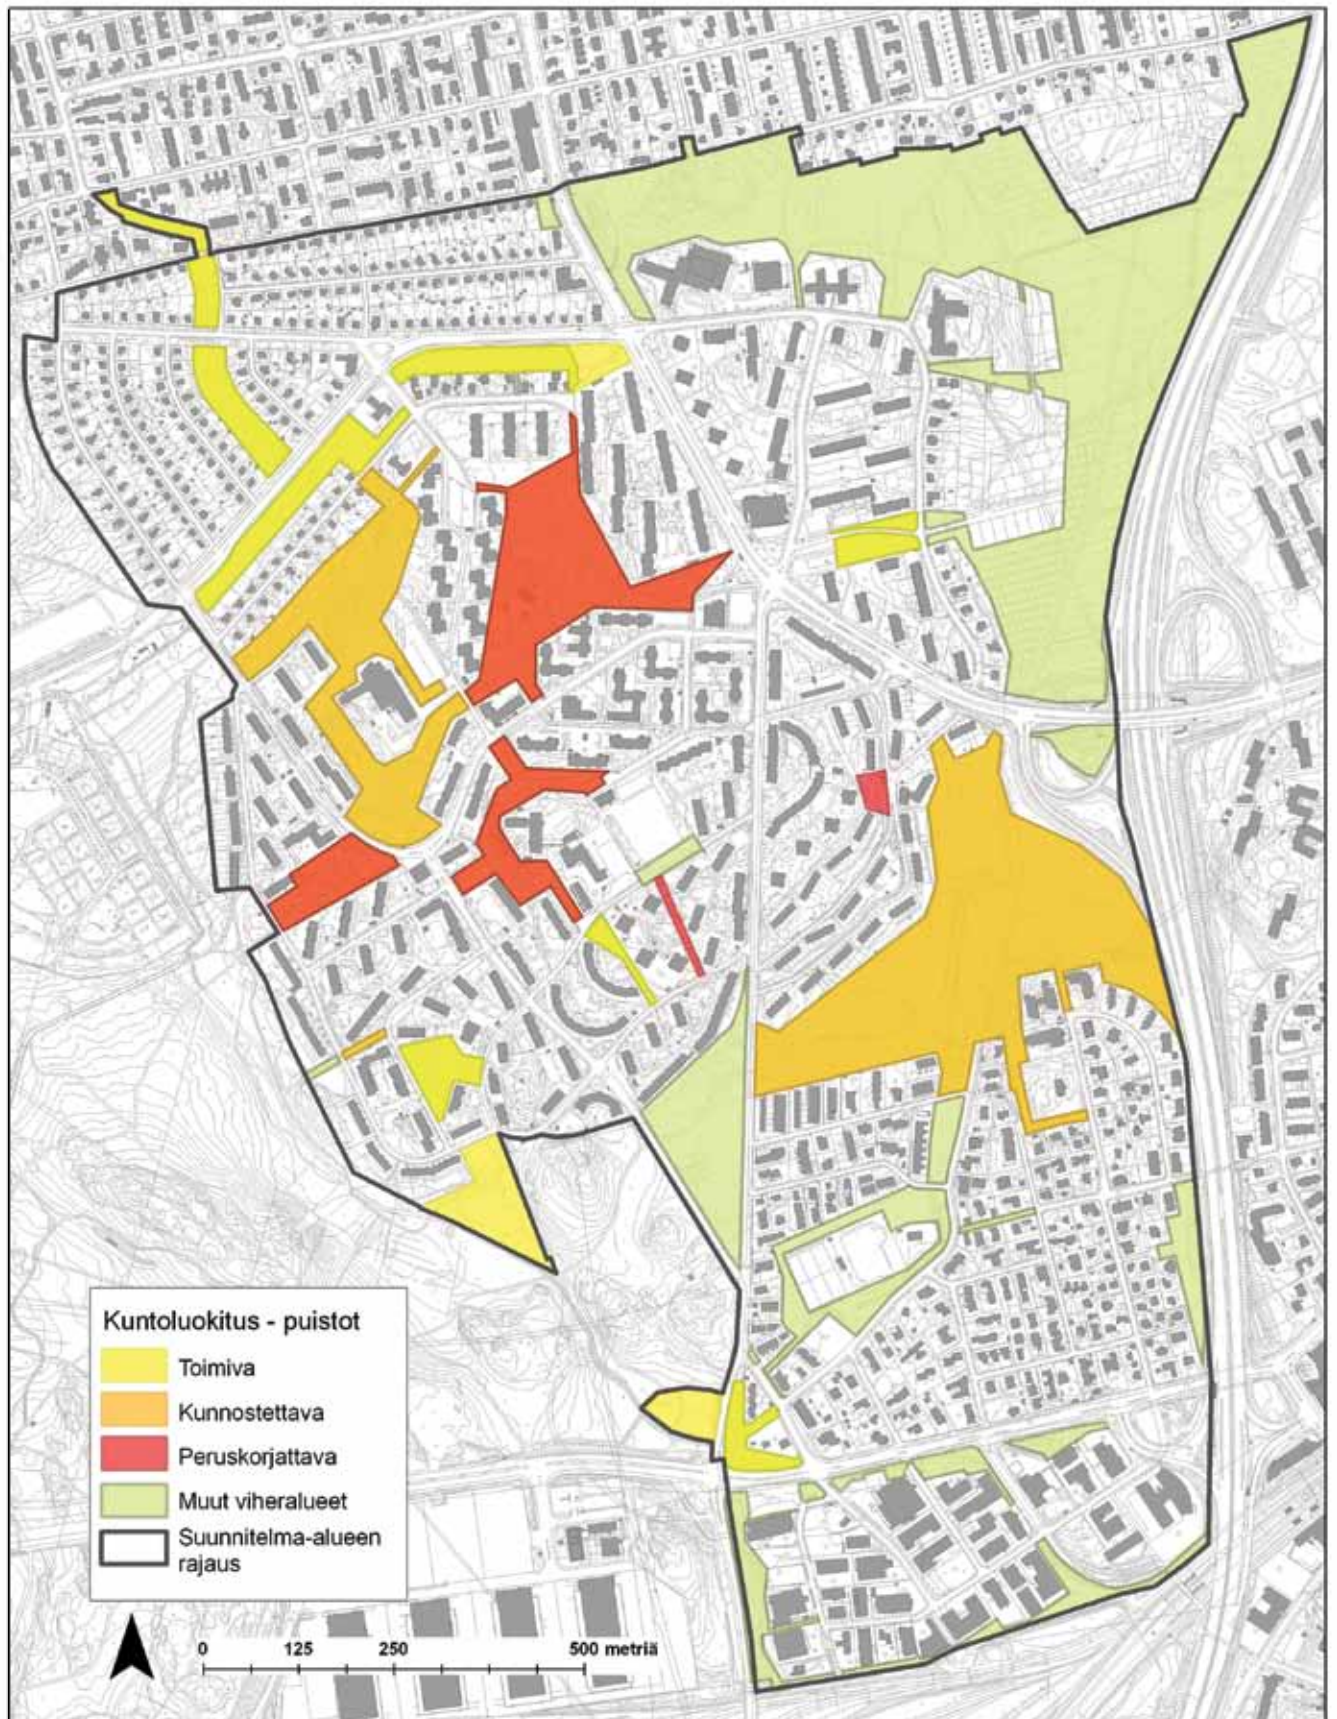 Kuntoluokitus - puistot
Toimiva
Kunnostettava
Peruskorjattava
Muut viheralueet
Suunnitelma-alueen
rajaus
0 125 250 500 metriä